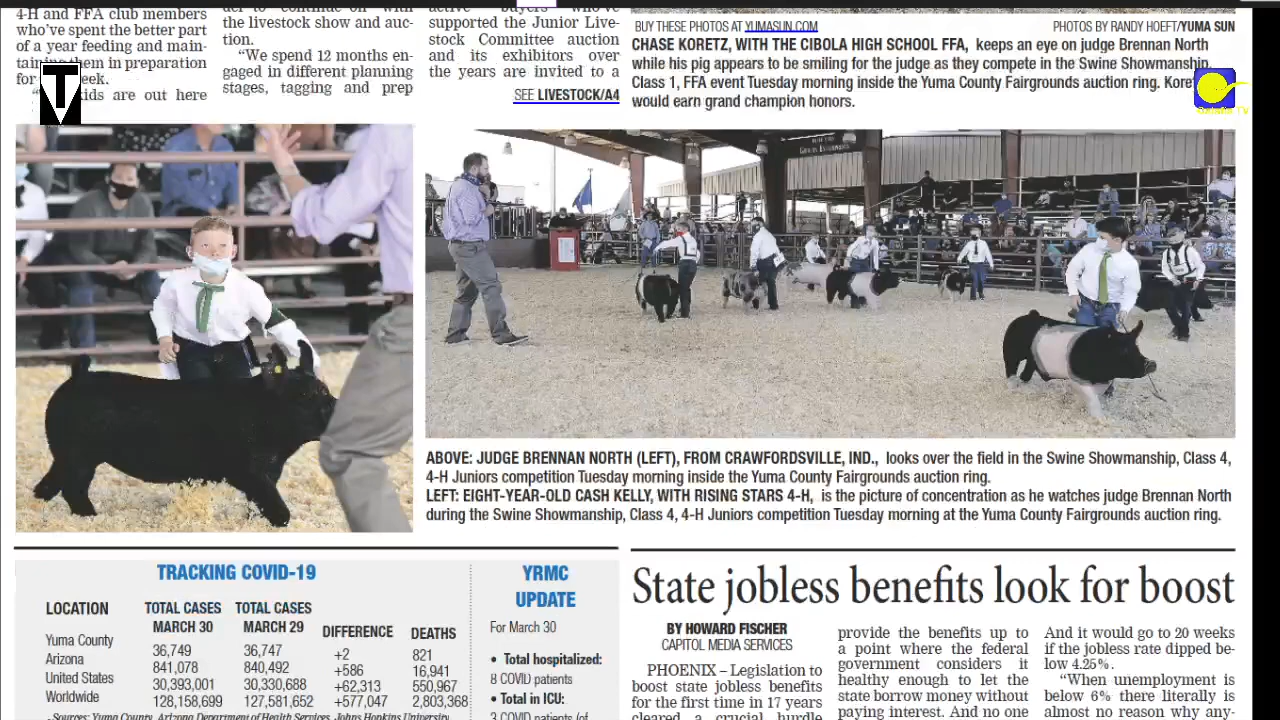 4-H and FFA club members
who've spent the better part
of a year feeding and main-
taining them in preparation
for week.
kids are out here
the livestock show and auc-
tion.
"We spend 12 months en-
gaged in different planning
stages, tagging and prep
supported the Junior Live-
stock Committee auction
and its exhibitors over
the years are invited to a
SEE LIVESTOCK/A4
BUY THESE PHOTOS AT YUMASUN.COM
PHOTOS BY RANDY HOEFT/YUMA SUN
CHASE KORETZ, WITH THE CIBOLA HIGH SCHOOL FFA, keeps an eye on judge Brennan North
while his pig appears to be smiling for the judge as they compete in the Swine Showmanship,
Class 1, FFA event Tuesday morning inside the Yuma County Fairgrounds auction ring.
would earn grand champion honors.
ABOVE: JUDGE BRENNAN NORTH (LEFT), FROM CRAWFORDSVILLE, IND., looks over the field in the Swine Showmanship, Class 4,
4-H Juniors competition Tuesday morning inside the Yuma County Fairgrounds auction ring.
LEFT: EIGHT-YEAR-OLD CASH KELLY, WITH RISING STARS 4-H, is the picture of concentration as he watches judge Brennan North
during the Swine Showmanship, Class 4, 4-H Juniors competition Tuesday morning at the Yuma County Fairgrounds auction ring.
TRACKING COVID-19
LOCATION TOTAL CASES MARCH 30 TOTAL CASES MARCH 29 DIFFERENCE DEATHS
Yuma County 36,749 36,747 +2 821
Arizona 841,078 840,492 +586 16,941
United States 30,393,001 30,330,688 +62,313 550,967
Worldwide 128,158,699 127,581,652 +577,047 2,803,368
- Sources: Yuma County, Arizona Department of Health Services, Johns Hopkins University
YRMC
UPDATE
For March 30
• Total hospitalized:
8 COVID patients
• Total in ICU:
3 COVID patients (of
State jobless benefits look for boost
BY HOWARD FISCHER
CAPITOL MEDIA SERVICES
PHOENIX – Legislation to
boost state jobless benefits
for the first time in 17 years
cleared a crucial hurdle
provide the benefits up to
a point where the federal
government considers it
healthy enough to let the
state borrow money without
paying interest. And no one
And it would go to 20 weeks
if the jobless rate dipped be-
low 4.25%.
"When unemployment is
below 6% there literally is
almost no reason why any-